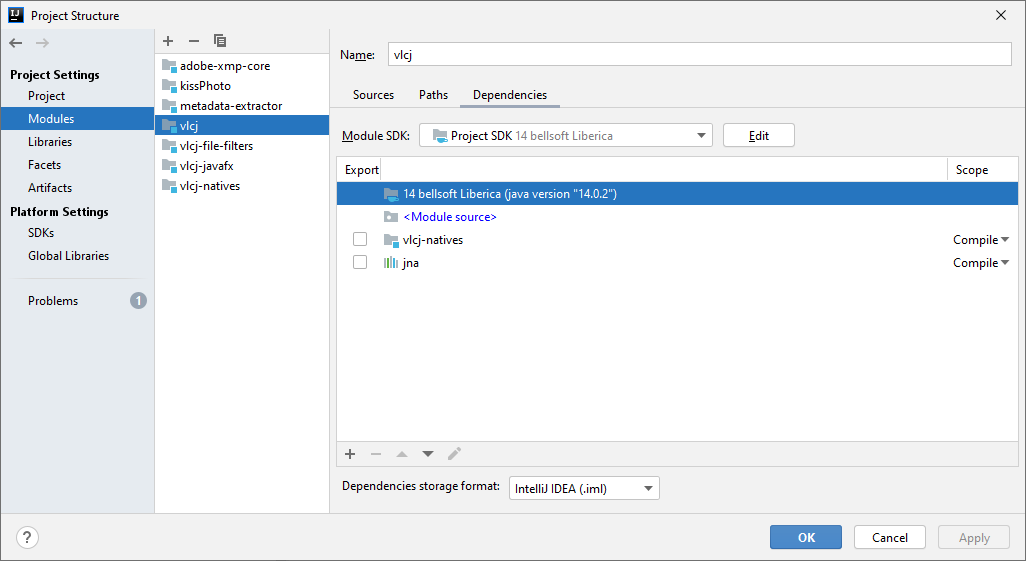 IJ
Project Structure
Project Settings
Project
Modules
Libraries
Facets
Artifacts
Platform Settings
SDKs
Global Libraries
Problems 1
adobe-xmp-core
kissPhoto
metadata-extractor
vlcj
vlcj-file-filters
vlcj-javafx
vlcj-natives
Name: vlcj
Sources Paths Dependencies
Module SDK: Project SDK 14 bellsoft Liberica Edit
Export Scope
14 bellsoft Liberica (java version "14.0.2")
<Module source>
vlcj-natives Compile
jna Compile
Dependencies storage format: IntelliJ IDEA (.iml)
? OK Cancel Apply